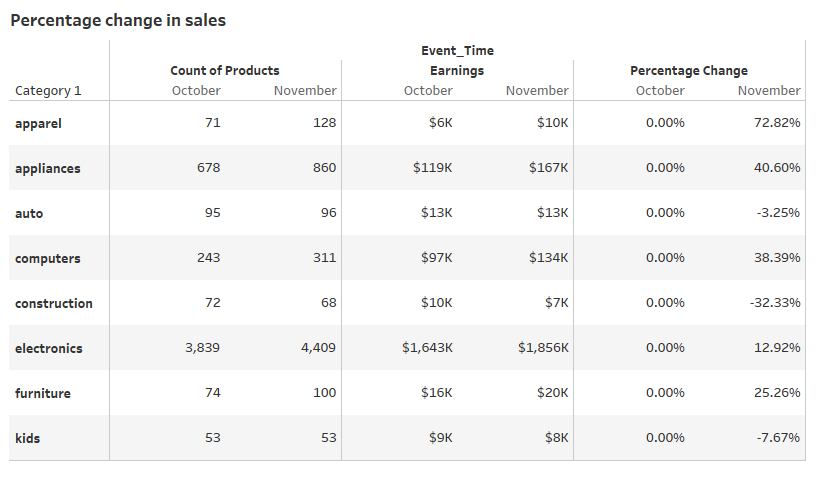 Percentage change in sales
Event_Time
Count of Products Earnings Percentage Change
Category 1 October November October November October November
apparel 71 128 $6K $10K 0.00% 72.82%
appliances 678 860 $119K $167K 0.00% 40.60%
auto 95 96 $13K $13K 0.00% -3.25%
computers 243 311 $97K $134K 0.00% 38.39%
construction 72 68 $10K $7K 0.00% -32.33%
electronics 3,839 4,409 $1,643K $1,856K 0.00% 12.92%
furniture 74 100 $16K $20K 0.00% 25.26%
kids 53 53 $9K $8K 0.00% -7.67%